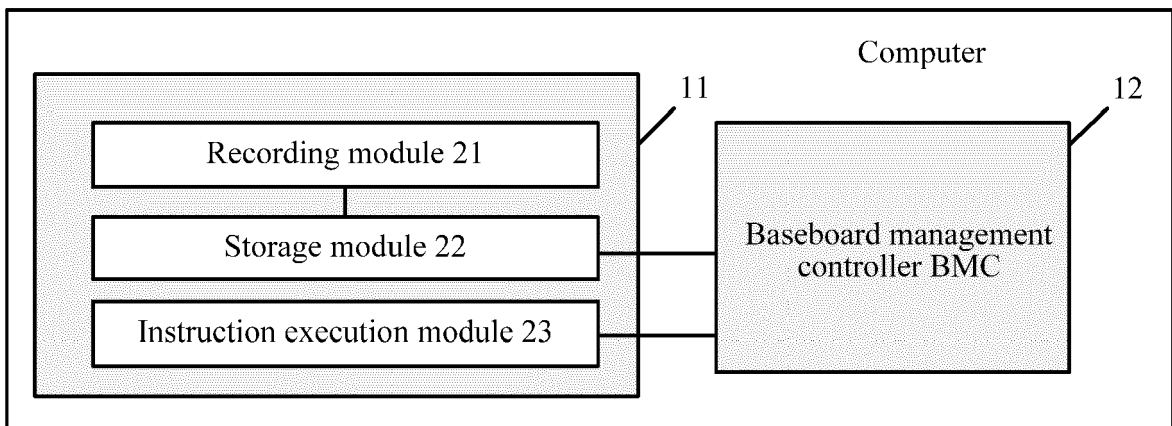 Computer
11
12
Recording module 21
Storage module 22
Instruction execution module 23
Baseboard management
controller BMC